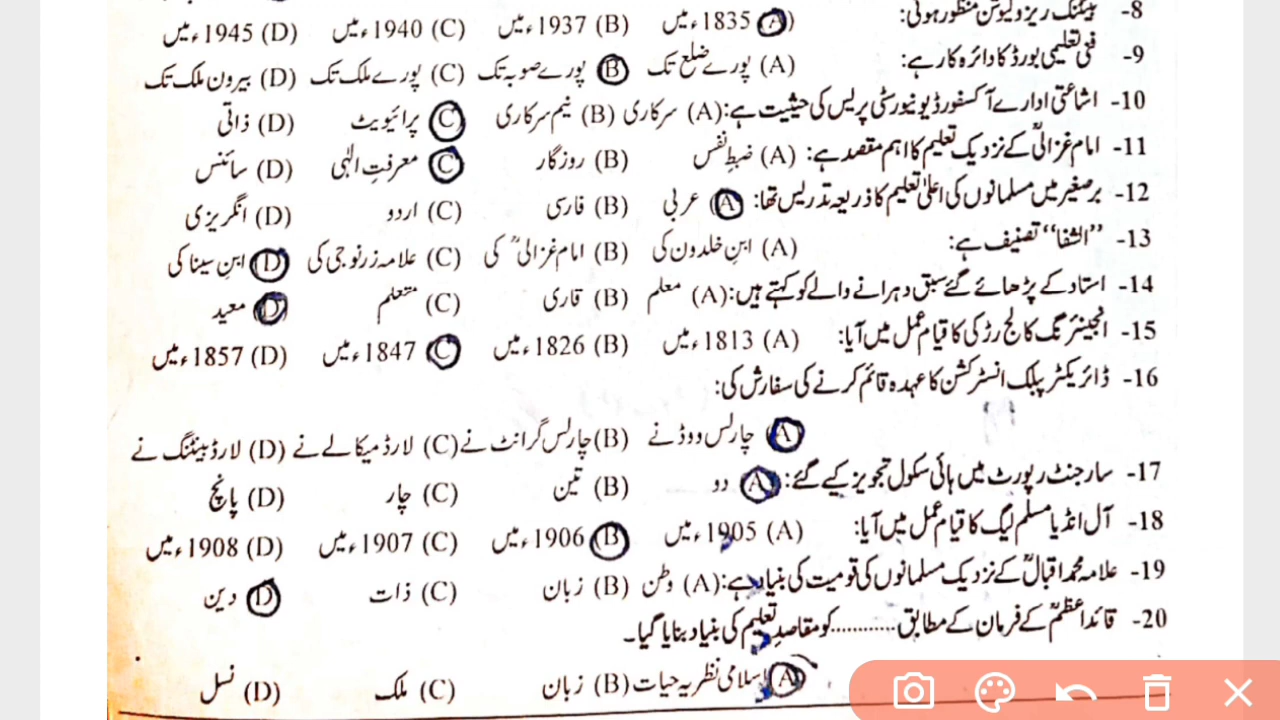 8- بینٹنگ ریزولیوشن منظور ہوئی: (A) 1835ء میں (B) 1937ء میں (C) 1940ء میں (D) 1945ء میں
9- فنی تعلیمی بورڈ کا دائرہ کار ہے: (A) پورے ضلع تک (B) پورے صوبہ تک (C) پورے ملک تک (D) بیرون ملک تک
10- اشاعتی ادارے آکسفورڈ یونیورسٹی پریس کی حیثیت ہے: (A) سرکاری (B) نیم سرکاری (C) پرائیویٹ (D) ذاتی
11- امام غزالیؒ کے نزدیک تعلیم کا اہم مقصد ہے: (A) ضبطِ نفس (B) روزگار (C) معرفتِ الٰہی (D) سائنس
12- برصغیر میں مسلمانوں کی اعلیٰ تعلیم کا ذریعہ تدریس تھا: (A) عربی (B) فارسی (C) اردو (D) انگریزی
13- ’’الشفا‘‘ تصنیف ہے: (A) ابنِ خلدون کی (B) امام غزالیؒ کی (C) علامہ زرنوجی کی (D) ابنِ سینا کی
14- استاد کے پڑھائے گئے سبق دہرانے والے کو کہتے ہیں: (A) معلم (B) قاری (C) متعلم (D) معید
15- انجینئرنگ کالج رڑکی کا قیام عمل میں آیا: (A) 1813ء میں (B) 1826ء میں (C) 1847ء میں (D) 1857ء میں
16- ڈائریکٹر پبلک انسٹرکشن کا عہدہ قائم کرنے کی سفارش کی:
(A) چارلس ووڈ نے (B) چارلس گرانٹ نے (C) لارڈ میکالے نے (D) لارڈ بینٹنگ نے
17- سارجنٹ رپورٹ میں ہائی سکول تجویز کیے گئے: (A) دو (B) تین (C) چار (D) پانچ
18- آل انڈیا مسلم لیگ کا قیام عمل میں آیا: (A) 1905ء میں (B) 1906ء میں (C) 1907ء میں (D) 1908ء میں
19- علامہ محمد اقبالؒ کے نزدیک مسلمانوں کی قومیت کی بنیاد ہے: (A) وطن (B) زبان (C) ذات (D) دین
20- قائداعظمؒ کے فرمان کے مطابق ............ کو مقاصدِ تعلیم کی بنیاد بنایا گیا۔
(A) اسلامی نظریہ حیات (B) زبان (C) ملک (D) نسل